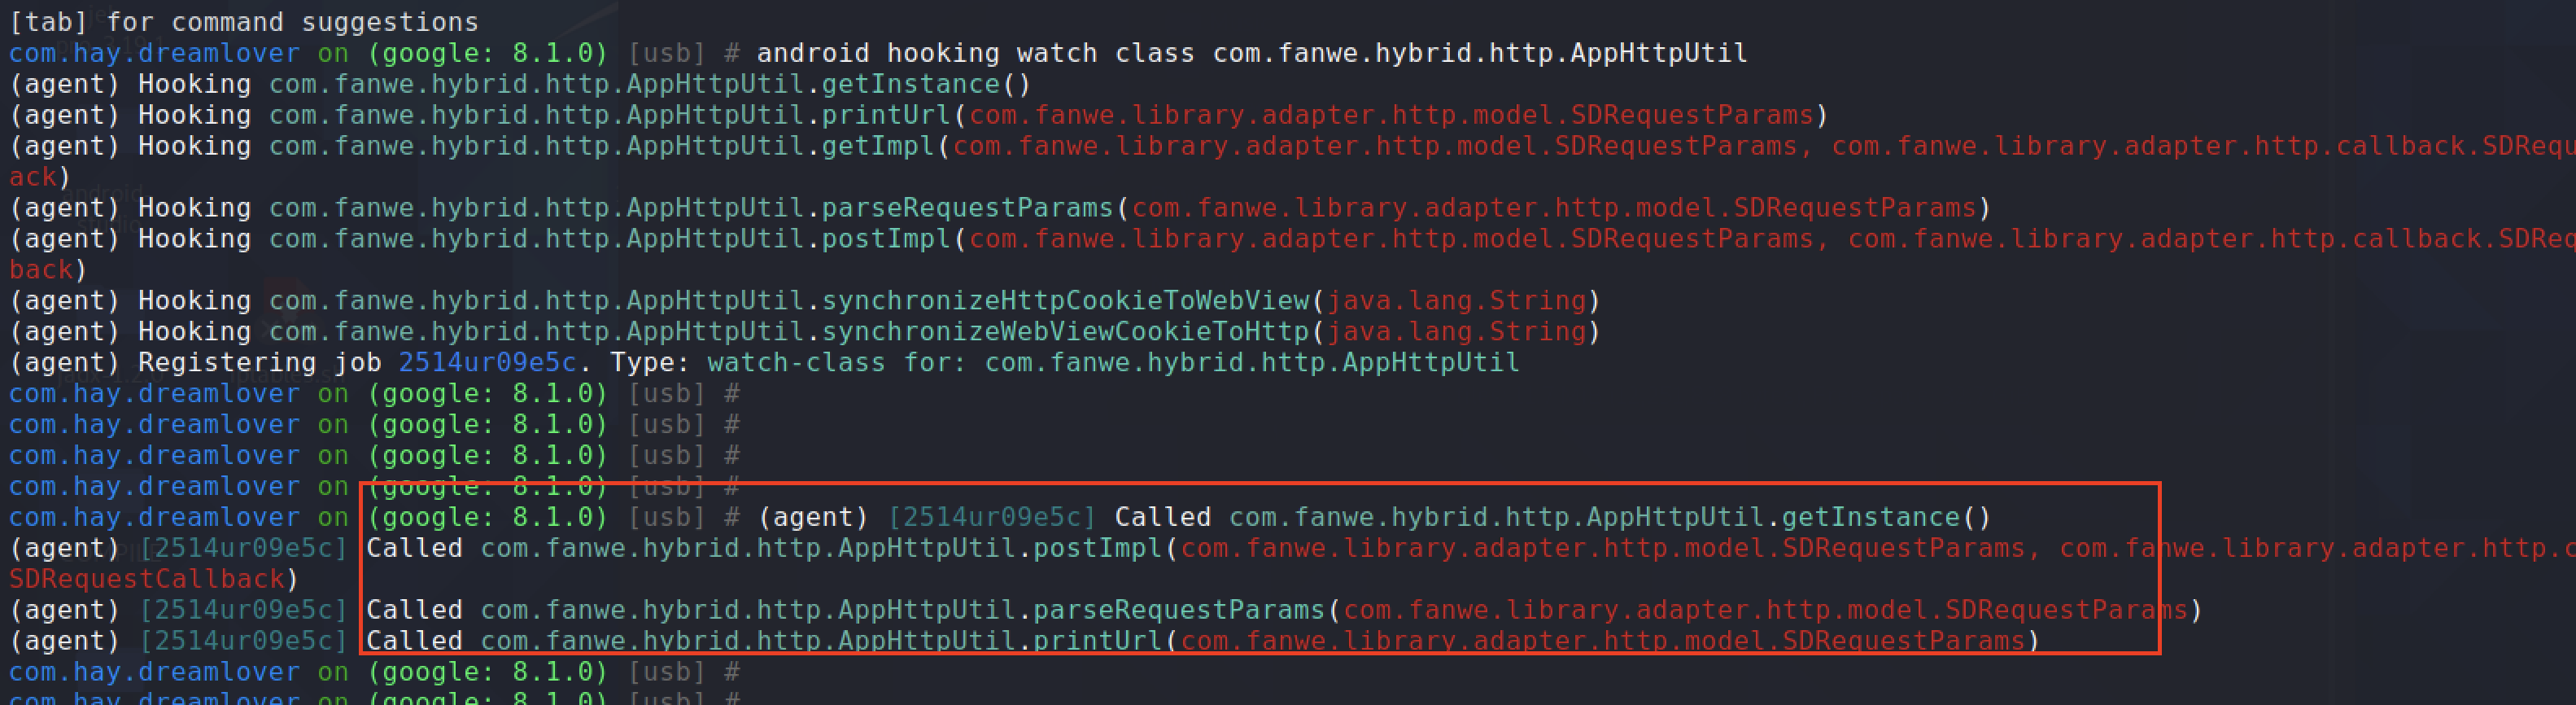 [tab] for command suggestions
com.hay.dreamlover on (google: 8.1.0) [usb] # android hooking watch class com.fanwe.hybrid.http.AppHttpUtil
(agent) Hooking com.fanwe.hybrid.http.AppHttpUtil.getInstance()
(agent) Hooking com.fanwe.hybrid.http.AppHttpUtil.printUrl(com.fanwe.library.adapter.http.model.SDRequestParams)
(agent) Hooking com.fanwe.hybrid.http.AppHttpUtil.getImpl(com.fanwe.library.adapter.http.model.SDRequestParams, com.fanwe.library.adapter.http.callback.SDRequ
ack)
(agent) Hooking com.fanwe.hybrid.http.AppHttpUtil.parseRequestParams(com.fanwe.library.adapter.http.model.SDRequestParams)
(agent) Hooking com.fanwe.hybrid.http.AppHttpUtil.postImpl(com.fanwe.library.adapter.http.model.SDRequestParams, com.fanwe.library.adapter.http.callback.SDReq
back)
(agent) Hooking com.fanwe.hybrid.http.AppHttpUtil.synchronizeHttpCookieToWebView(java.lang.String)
(agent) Hooking com.fanwe.hybrid.http.AppHttpUtil.synchronizeWebViewCookieToHttp(java.lang.String)
(agent) Registering job 2514ur09e5c. Type: watch-class for: com.fanwe.hybrid.http.AppHttpUtil
com.hay.dreamlover on (google: 8.1.0) [usb] #
com.hay.dreamlover on (google: 8.1.0) [usb] #
com.hay.dreamlover on (google: 8.1.0) [usb] #
com.hay.dreamlover on (google: 8.1.0) [usb] #
com.hay.dreamlover on (google: 8.1.0) [usb] # (agent) [2514ur09e5c] Called com.fanwe.hybrid.http.AppHttpUtil.getInstance()
(agent) [2514ur09e5c] Called com.fanwe.hybrid.http.AppHttpUtil.postImpl(com.fanwe.library.adapter.http.model.SDRequestParams, com.fanwe.library.adapter.http.c
SDRequestCallback)
(agent) [2514ur09e5c] Called com.fanwe.hybrid.http.AppHttpUtil.parseRequestParams(com.fanwe.library.adapter.http.model.SDRequestParams)
(agent) [2514ur09e5c] Called com.fanwe.hybrid.http.AppHttpUtil.printUrl(com.fanwe.library.adapter.http.model.SDRequestParams)
com.hay.dreamlover on (google: 8.1.0) [usb] #
com.hay.dreamlover on (google: 8.1.0) [usb] #